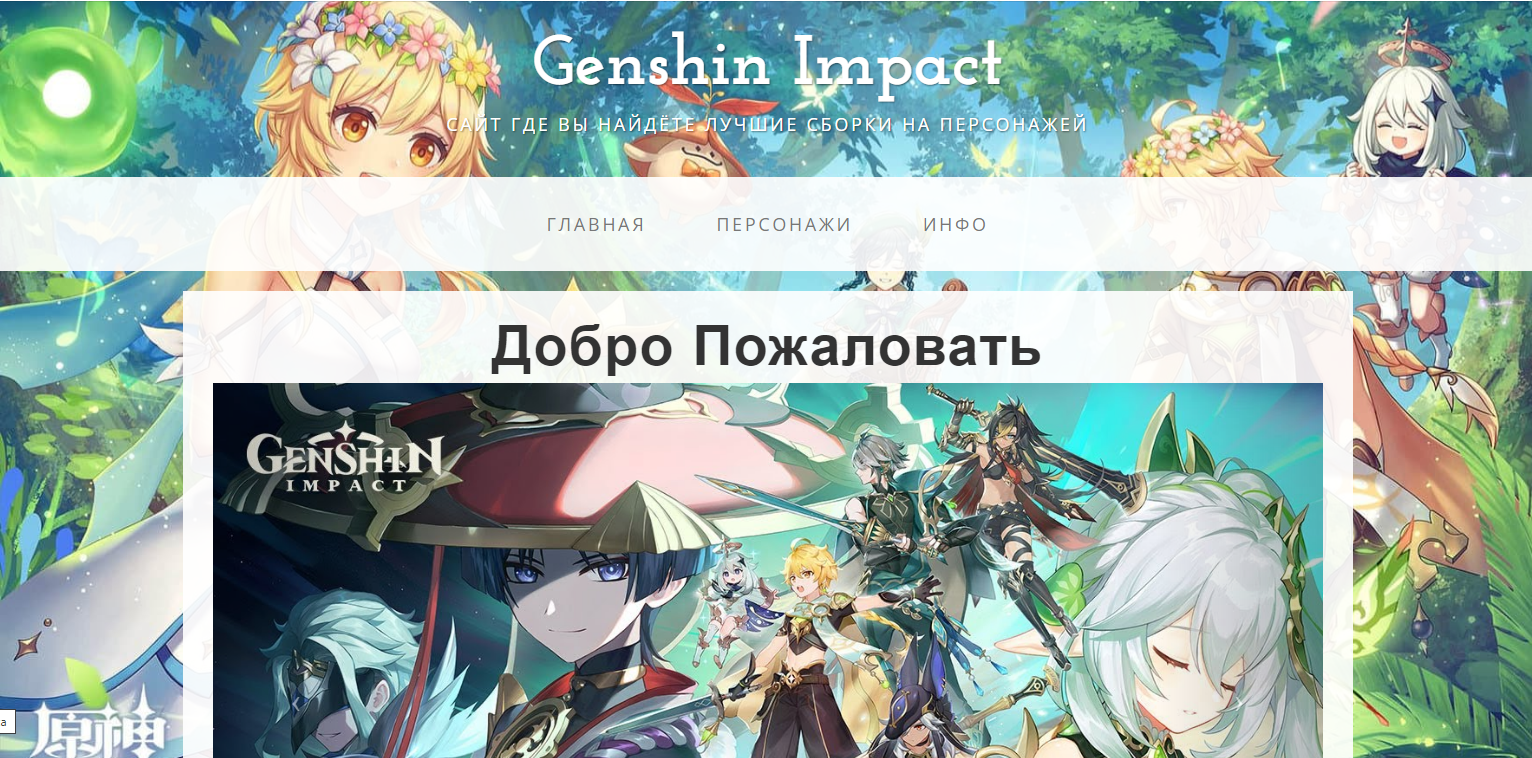 Genshin Impact
САЙТ ГДЕ ВЫ НАЙДЁТЕ ЛУЧШИЕ СБОРКИ НА ПЕРСОНАЖЕЙ
ГЛАВНАЯ ПЕРСОНАЖИ ИНФО
Добро Пожаловать
GENSHIN
IMPACT
а
原神